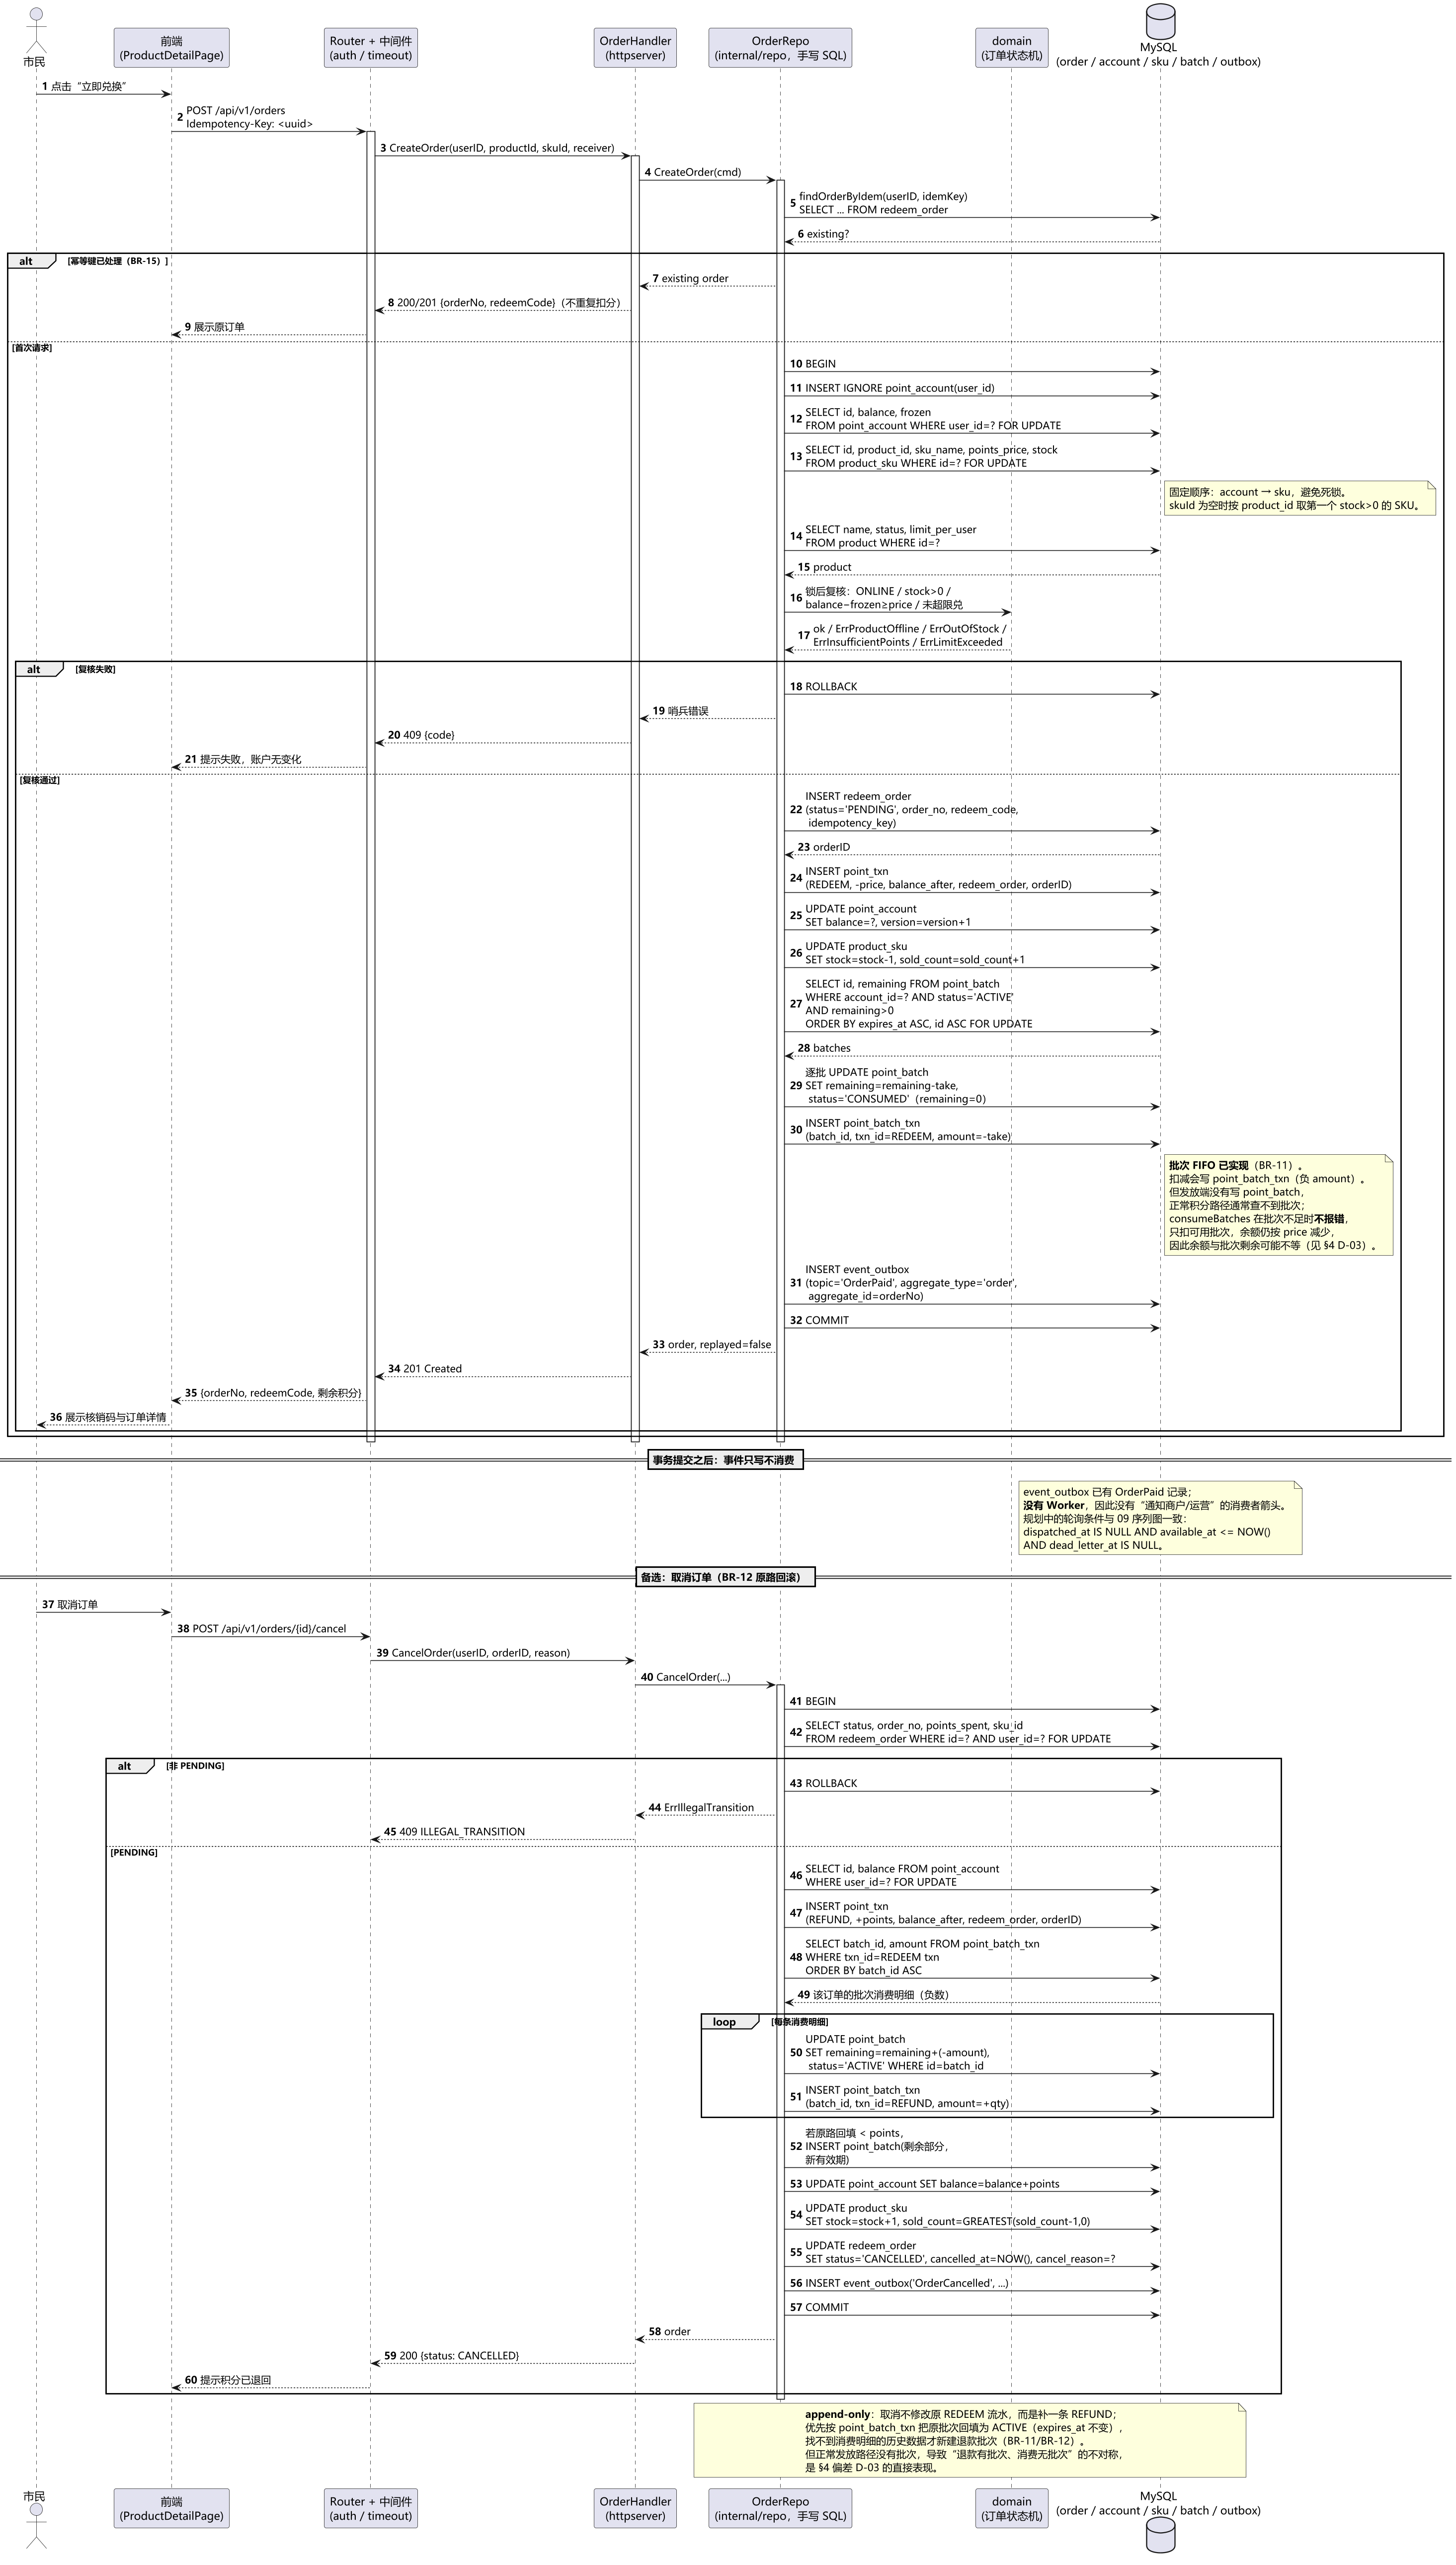 市民
前端
(ProductDetailPage)
Router + 中间件
(auth / timeout)
OrderHandler
(httpserver)
OrderRepo
(internal/repo，手写 SQL)
domain
(订单状态机)
MySQL
(order / account / sku / batch / outbox)
1 点击“立即兑换”
2 POST /api/v1/orders
Idempotency-Key: <uuid>
3 CreateOrder(userID, productId, skuId, receiver)
4 CreateOrder(cmd)
5 findOrderByIdem(userID, idemKey)
SELECT ... FROM redeem_order
6 existing?
alt [幂等键已处理（BR-15）]
7 existing order
8 200/201 {orderNo, redeemCode}（不重复扣分）
9 展示原订单
[首次请求]
10 BEGIN
11 INSERT IGNORE point_account(user_id)
12 SELECT id, balance, frozen
FROM point_account WHERE user_id=? FOR UPDATE
13 SELECT id, product_id, sku_name, points_price, stock
FROM product_sku WHERE id=? FOR UPDATE
固定顺序：account → sku，避免死锁。
skuId 为空时按 product_id 取第一个 stock>0 的 SKU。
14 SELECT name, status, limit_per_user
FROM product WHERE id=?
15 product
16 锁后复核：ONLINE / stock>0 /
balance−frozen≥price / 未超限兑
17 ok / ErrProductOffline / ErrOutOfStock /
ErrInsufficientPoints / ErrLimitExceeded
alt [复核失败]
18 ROLLBACK
19 哨兵错误
20 409 {code}
21 提示失败，账户无变化
[复核通过]
22 INSERT redeem_order
(status='PENDING', order_no, redeem_code,
idempotency_key)
23 orderID
24 INSERT point_txn
(REDEEM, -price, balance_after, redeem_order, orderID)
25 UPDATE point_account
SET balance=?, version=version+1
26 UPDATE product_sku
SET stock=stock-1, sold_count=sold_count+1
27 SELECT id, remaining FROM point_batch
WHERE account_id=? AND status='ACTIVE'
AND remaining>0
ORDER BY expires_at ASC, id ASC FOR UPDATE
28 batches
29 逐批 UPDATE point_batch
SET remaining=remaining-take,
status='CONSUMED'（remaining=0）
30 INSERT point_batch_txn
(batch_id, txn_id=REDEEM, amount=-take)
批次 FIFO 已实现（BR-11）。
扣减会写 point_batch_txn（负 amount）。
但发放端没有写 point_batch，
正常积分路径通常查不到批次；
consumeBatches 在批次不足时不报错，
只扣可用批次，余额仍按 price 减少，
因此余额与批次剩余可能不等（见 §4 D-03）。
31 INSERT event_outbox
(topic='OrderPaid', aggregate_type='order',
aggregate_id=orderNo)
32 COMMIT
33 order, replayed=false
34 201 Created
35 {orderNo, redeemCode, 剩余积分}
36 展示核销码与订单详情
事务提交之后：事件只写不消费
event_outbox 已有 OrderPaid 记录；
没有 Worker，因此没有“通知商户/运营”的消费者箭头。
规划中的轮询条件与 09 序列图一致：
dispatched_at IS NULL AND available_at <= NOW()
AND dead_letter_at IS NULL。
备选：取消订单（BR-12 原路回滚）
37 取消订单
38 POST /api/v1/orders/{id}/cancel
39 CancelOrder(userID, orderID, reason)
40 CancelOrder(...)
41 BEGIN
42 SELECT status, order_no, points_spent, sku_id
FROM redeem_order WHERE id=? AND user_id=? FOR UPDATE
alt [非 PENDING]
43 ROLLBACK
44 ErrIllegalTransition
45 409 ILLEGAL_TRANSITION
[PENDING]
46 SELECT id, balance FROM point_account
WHERE user_id=? FOR UPDATE
47 INSERT point_txn
(REFUND, +points, balance_after, redeem_order, orderID)
48 SELECT batch_id, amount FROM point_batch_txn
WHERE txn_id=REDEEM txn
ORDER BY batch_id ASC
49 该订单的批次消费明细（负数）
loop [每条消费明细]
50 UPDATE point_batch
SET remaining=remaining+(-amount),
status='ACTIVE' WHERE id=batch_id
51 INSERT point_batch_txn
(batch_id, txn_id=REFUND, amount=+qty)
52 若原路回填 < points，
INSERT point_batch(剩余部分，
新有效期)
53 UPDATE point_account SET balance=balance+points
54 UPDATE product_sku
SET stock=stock+1, sold_count=GREATEST(sold_count-1,0)
55 UPDATE redeem_order
SET status='CANCELLED', cancelled_at=NOW(), cancel_reason=?
56 INSERT event_outbox('OrderCancelled', ...)
57 COMMIT
58 order
59 200 {status: CANCELLED}
60 提示积分已退回
append-only：取消不修改原 REDEEM 流水，而是补一条 REFUND；
优先按 point_batch_txn 把原批次回填为 ACTIVE（expires_at 不变），
找不到消费明细的历史数据才新建退款批次（BR-11/BR-12）。
但正常发放路径没有批次，导致“退款有批次、消费无批次”的不对称，
是 §4 偏差 D-03 的直接表现。
市民
前端
(ProductDetailPage)
Router + 中间件
(auth / timeout)
OrderHandler
(httpserver)
OrderRepo
(internal/repo，手写 SQL)
domain
(订单状态机)
MySQL
(order / account / sku / batch / outbox)